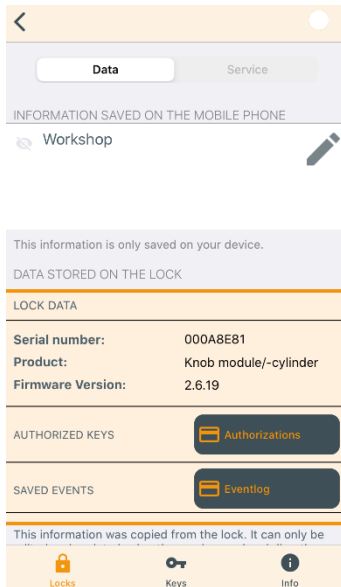 Data
Service
INFORMATION SAVED ON THE MOBILE PHONE
Workshop
This information is only saved on your device.
DATA STORED ON THE LOCK
LOCK DATA
Serial number: 000A8E81
Product: Knob module/-cylinder
Firmware Version: 2.6.19
AUTHORIZED KEYS Authorizations
SAVED EVENTS Eventlog
This information was copied from the lock. It can only be
Locks Keys Info